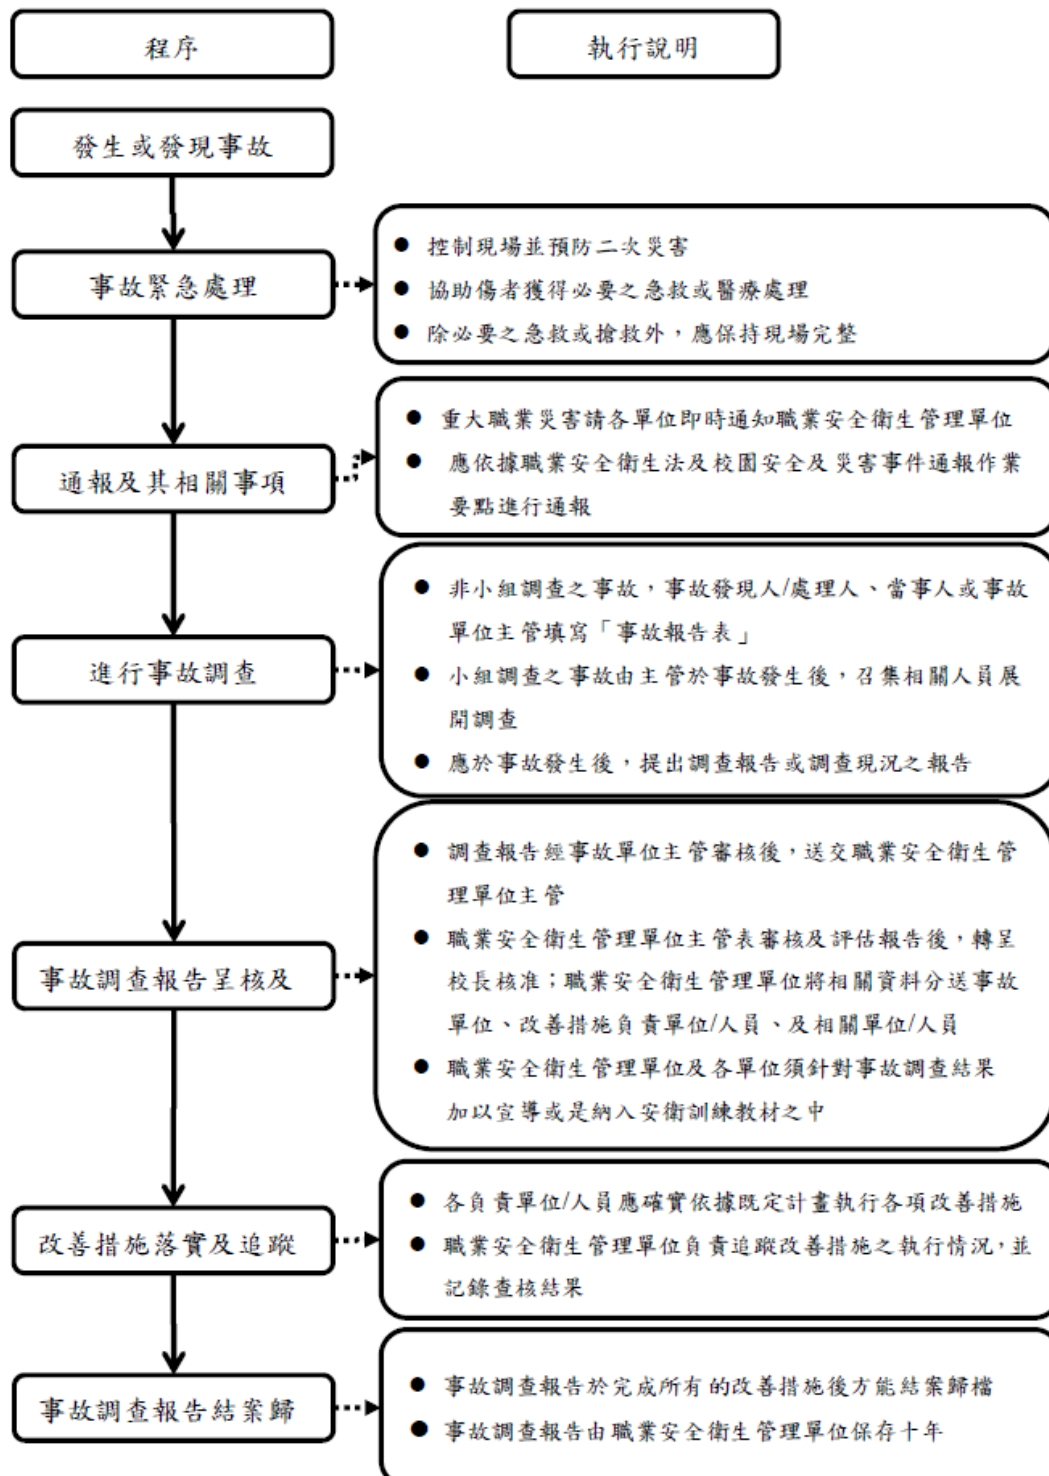 程序
執行說明
發生或發現事故
事故緊急處理
● 控制現場並預防二次災害
● 協助傷者獲得必要之急救或醫療處理
● 除必要之急救或搶救外，應保持現場完整
通報及其相關事項
● 重大職業災害請各單位即時通知職業安全衛生管理單位
● 應依據職業安全衛生法及校園安全及災害事件通報作業
要點進行通報
進行事故調查
● 非小組調查之事故，事故發現人/處理人、當事人或事故
單位主管填寫「事故報告表」
● 小組調查之事故由主管於事故發生後，召集相關人員展
開調查
● 應於事故發生後，提出調查報告或調查現況之報告
事故調查報告呈核及
● 調查報告經事故單位主管審核後，送交職業安全衛生管
理單位主管
● 職業安全衛生管理單位主管表審核及評估報告後，轉呈
校長核准；職業安全衛生管理單位將相關資料分送事故
單位、改善措施負責單位/人員、及相關單位/人員
● 職業安全衛生管理單位及各單位須針對事故調查結果
加以宣導或是納入安衛訓練教材之中
改善措施落實及追蹤
● 各負責單位/人員應確實依據既定計畫執行各項改善措施
● 職業安全衛生管理單位負責追蹤改善措施之執行情況，並
記錄查核結果
事故調查報告結案歸
● 事故調查報告於完成所有的改善措施後方能結案歸檔
● 事故調查報告由職業安全衛生管理單位保存十年